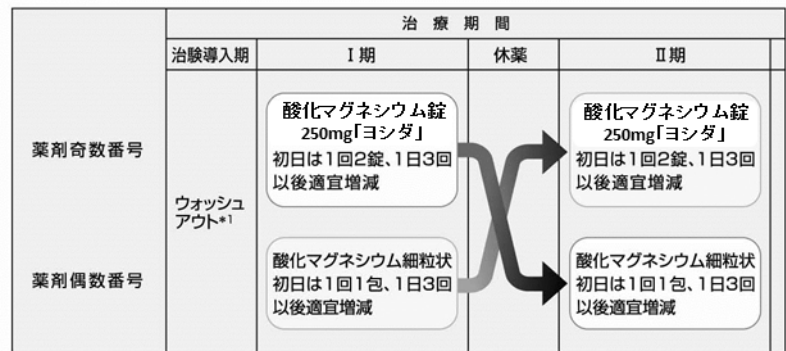 治療期間
治験導入期
Ⅰ期
休薬
Ⅱ期
薬剤奇数番号
薬剤偶数番号
ウォッシュ
アウト*1
酸化マグネシウム錠
250mg「ヨシダ」
初日は1回2錠、1日3回
以後適宜増減
酸化マグネシウム細粒状
初日は1回1包、1日3回
以後適宜増減
酸化マグネシウム錠
250mg「ヨシダ」
初日は1回2錠、1日3回
以後適宜増減
酸化マグネシウム細粒状
初日は1回1包、1日3回
以後適宜増減